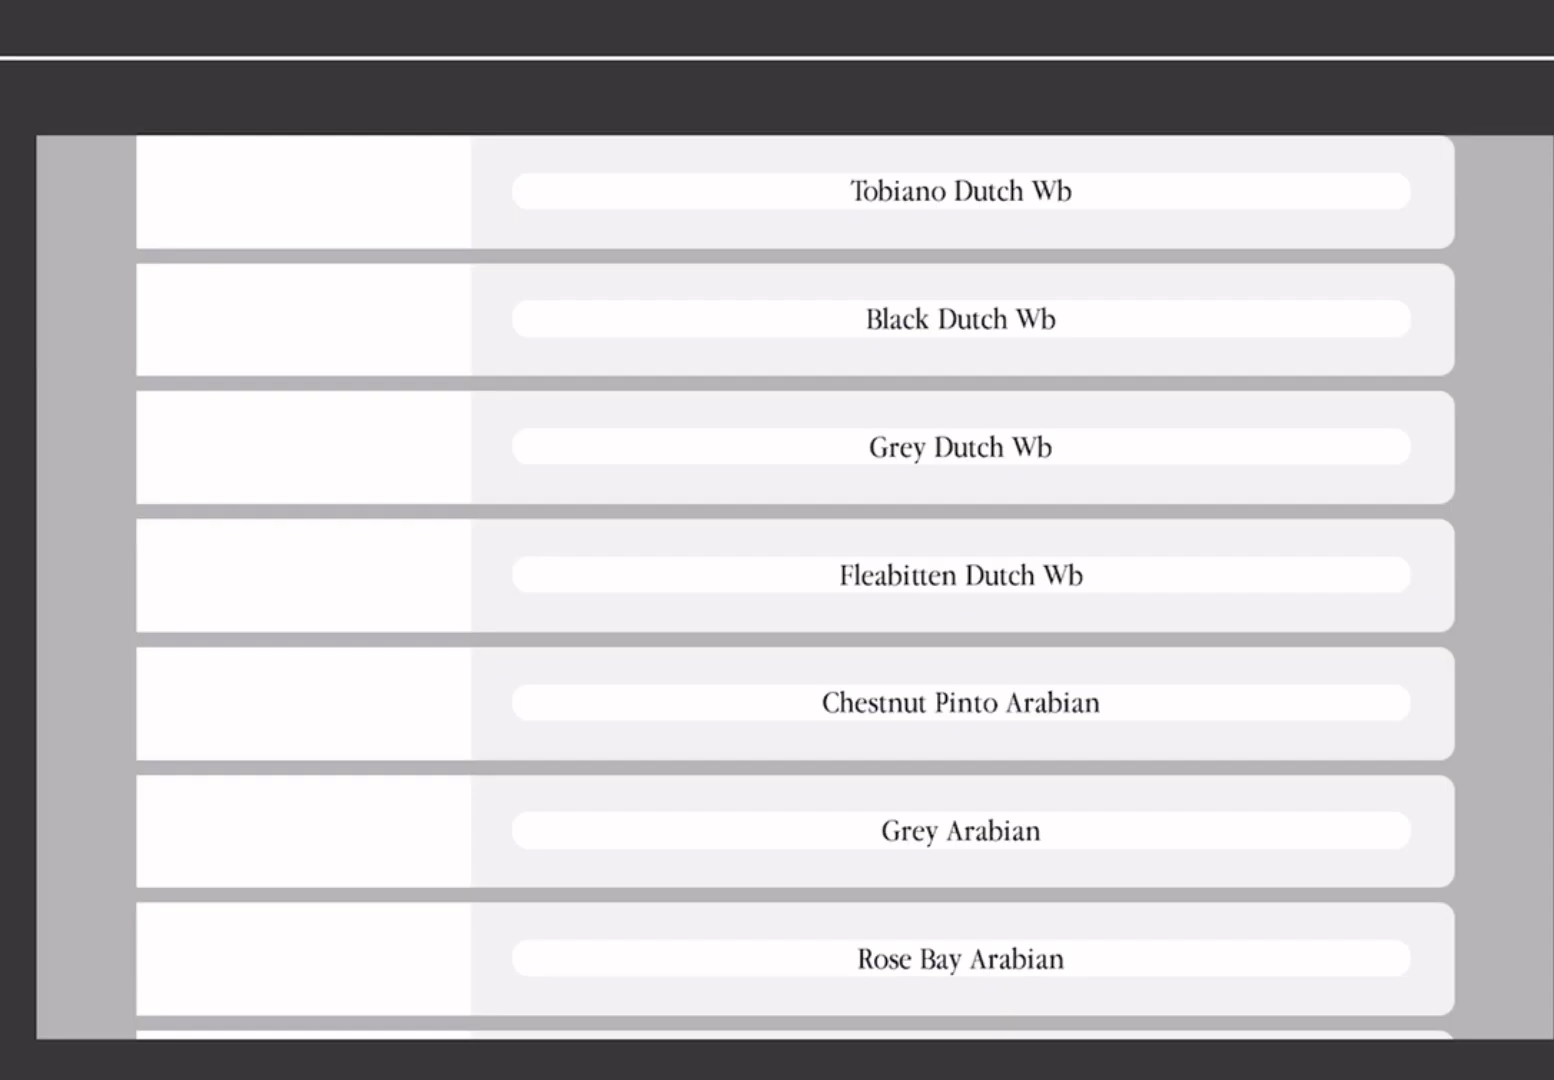 Tobiano Dutch Wb
Black Dutch Wb
Grey Dutch Wb
Fleabitten Dutch Wb
Chestnut Pinto Arabian
Grey Arabian
Rose Bay Arabian